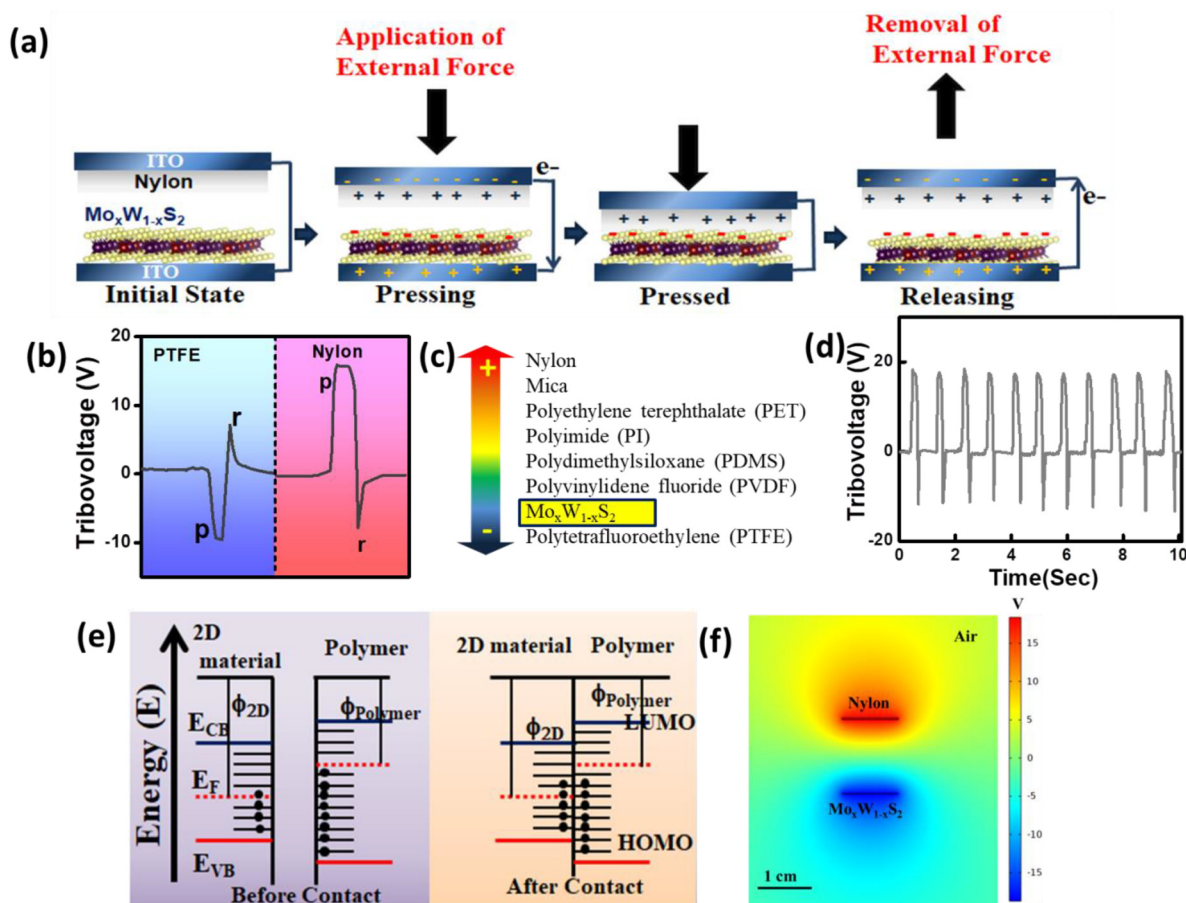 (a)
Application of
External Force
Removal of
External Force
ITO
Nylon
MoxW1-xS2
ITO
Initial State
e-
Pressing
Pressed
e-
Releasing
(b)
Tribovoltage (V)
20
10
0
-10
PTFE
Nylon
p
r
p
r
(c)
+
-
Nylon
Mica
Polyethylene terephthalate (PET)
Polyimide (PI)
Polydimethylsiloxane (PDMS)
Polyvinylidene fluoride (PVDF)
MoxW1-xS2
Polytetrafluoroethylene (PTFE)
(d)
Tribovoltage (V)
20
0
-20
0 2 4 6 8 10
Time(Sec)
(e)
Energy (E)
2D
material
Polymer
ϕ2D
ϕPolymer
ECB
EF
EVB
Before Contact
2D material
Polymer
ϕPolymer
LUMO
ϕ2D
HOMO
After Contact
(f)
V
Air
Nylon
MoxW1-xS2
1 cm
15
10
5
0
-5
-10
-15